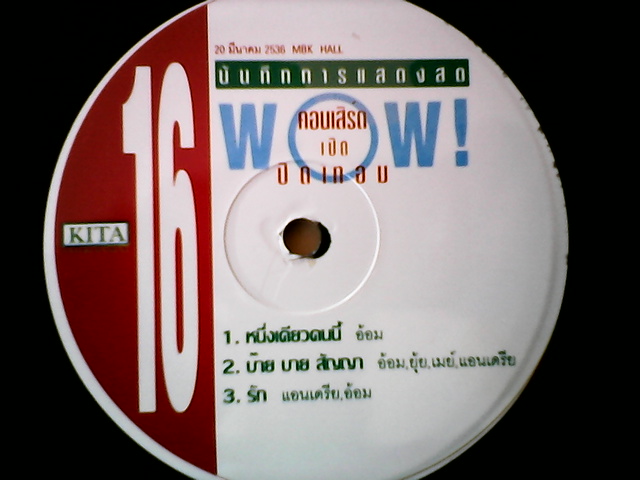 20 มีนาคม 2536 MBK HALL
บันทึกการแสดงสด
WOW!
คอนเสิร์ต
เปิด
ปิดเทอม
16
KITA
1. หนึ่งเดียวคนนี้ อ้อม
2. บ๊าย บาย สัญญา อ้อม,ยุ้ย,เมย์,แอนเดรีย
3. รัก แอนเดรีย,อ้อม